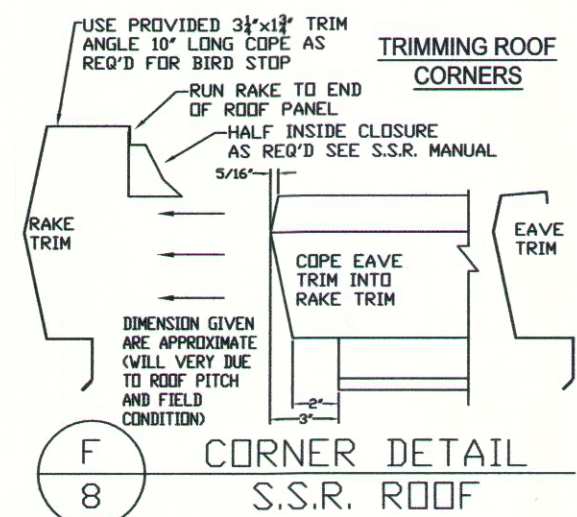 USE PROVIDED 3¼"x1¾" TRIM
ANGLE 10" LONG COPE AS
REQ'D FOR BIRD STOP
TRIMMING ROOF
CORNERS
RUN RAKE TO END
OF ROOF PANEL
HALF INSIDE CLOSURE
AS REQ'D SEE S.S.R. MANUAL
5/16"
RAKE
TRIM
COPE EAVE
TRIM INTO
RAKE TRIM
EAVE
TRIM
DIMENSION GIVEN
ARE APPROXIMATE
(WILL VERY DUE
TO ROOF PITCH
AND FIELD
CONDITION)
2"
3"
F
8
CORNER DETAIL
S.S.R. ROOF